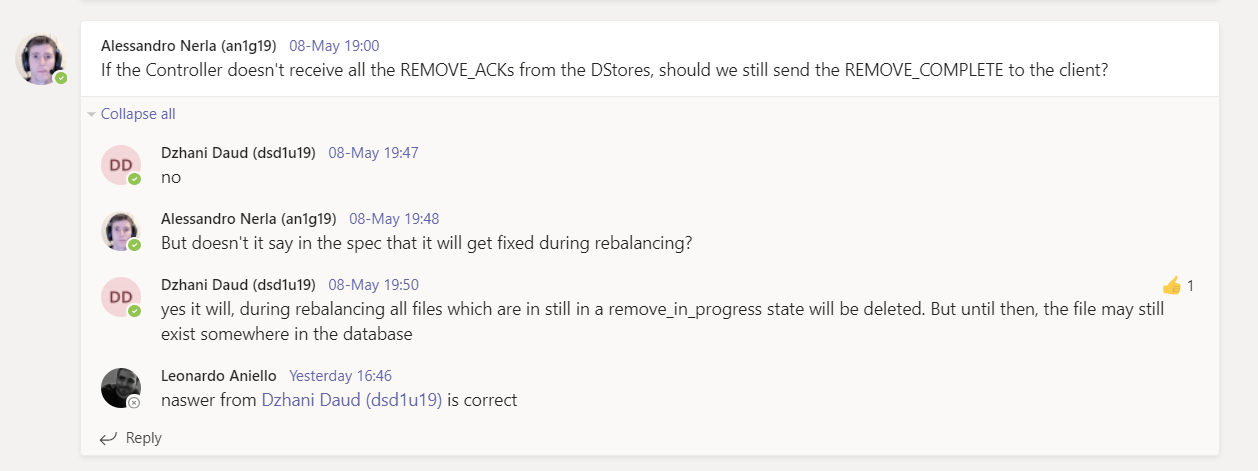 Alessandro Nerla (an1g19) 08-May 19:00
If the Controller doesn't receive all the REMOVE_ACKs from the DStores, should we still send the REMOVE_COMPLETE to the client?
Collapse all
DD
Dzhani Daud (dsd1u19) 08-May 19:47
no
Alessandro Nerla (an1g19) 08-May 19:48
But doesn't it say in the spec that it will get fixed during rebalancing?
DD
Dzhani Daud (dsd1u19) 08-May 19:50 👍 1
yes it will, during rebalancing all files which are in still in a remove_in_progress state will be deleted. But until then, the file may still
exist somewhere in the database
Leonardo Aniello Yesterday 16:46
naswer from Dzhani Daud (dsd1u19) is correct
Reply